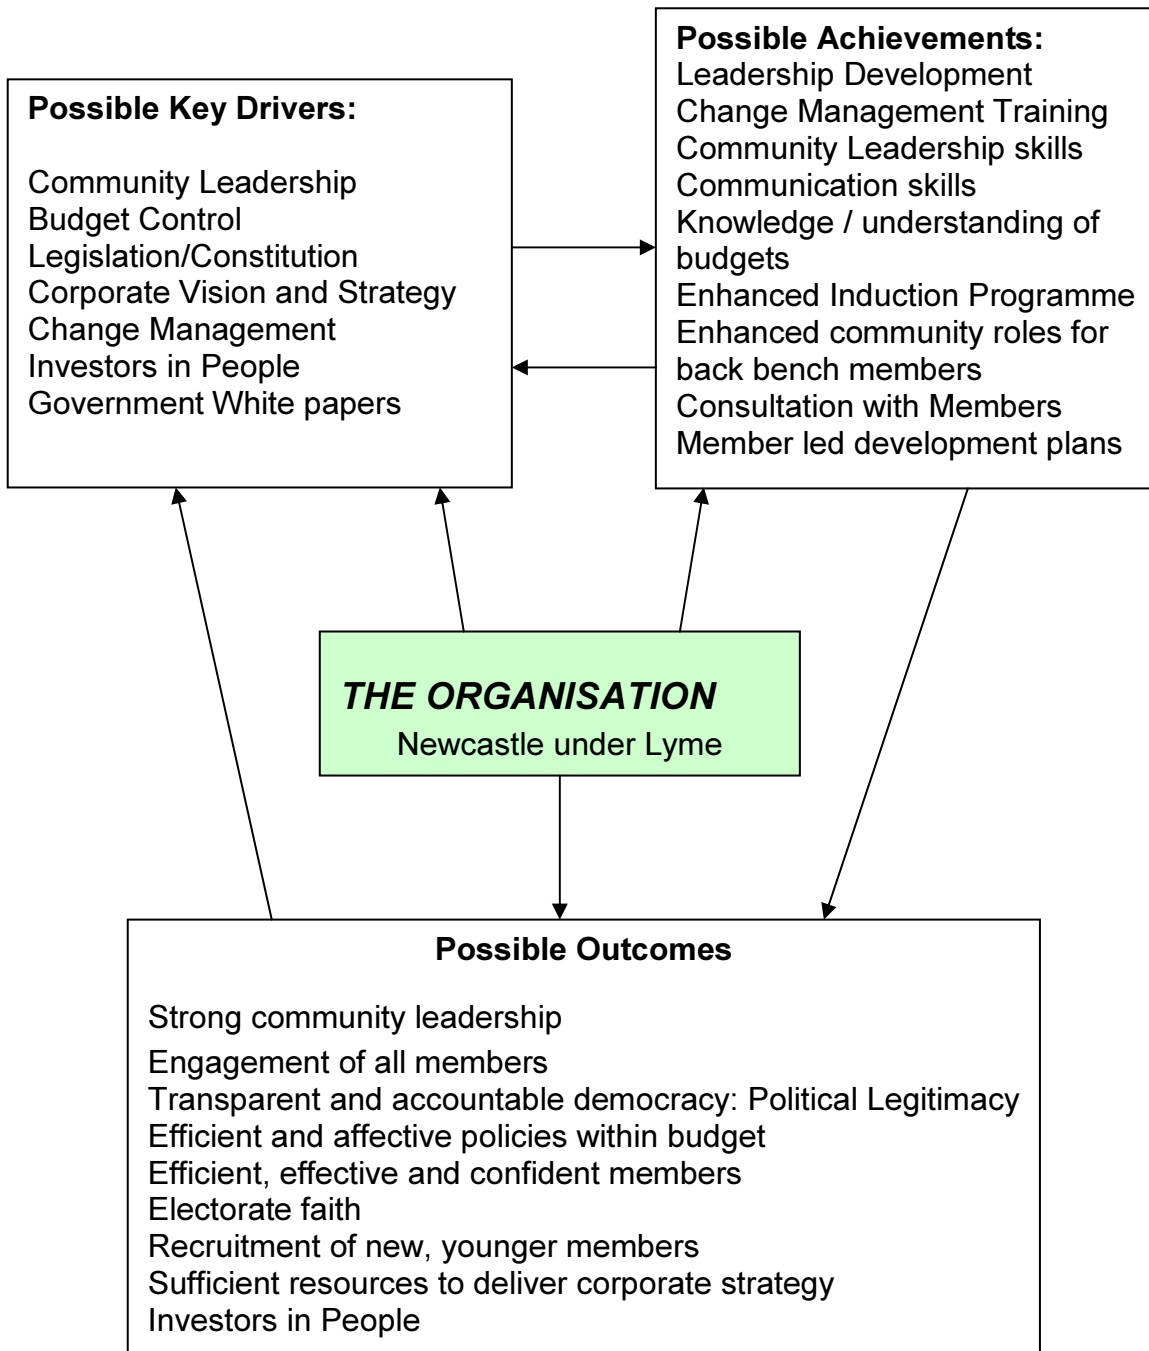 Possible Key Drivers:
Community Leadership
Budget Control
Legislation/Constitution
Corporate Vision and Strategy
Change Management
Investors in People
Government White papers
Possible Achievements:
Leadership Development
Change Management Training
Community Leadership skills
Communication skills
Knowledge / understanding of
budgets
Enhanced Induction Programme
Enhanced community roles for
back bench members
Consultation with Members
Member led development plans
THE ORGANISATION
Newcastle under Lyme
Possible Outcomes
Strong community leadership
Engagement of all members
Transparent and accountable democracy: Political Legitimacy
Efficient and affective policies within budget
Efficient, effective and confident members
Electorate faith
Recruitment of new, younger members
Sufficient resources to deliver corporate strategy
Investors in People